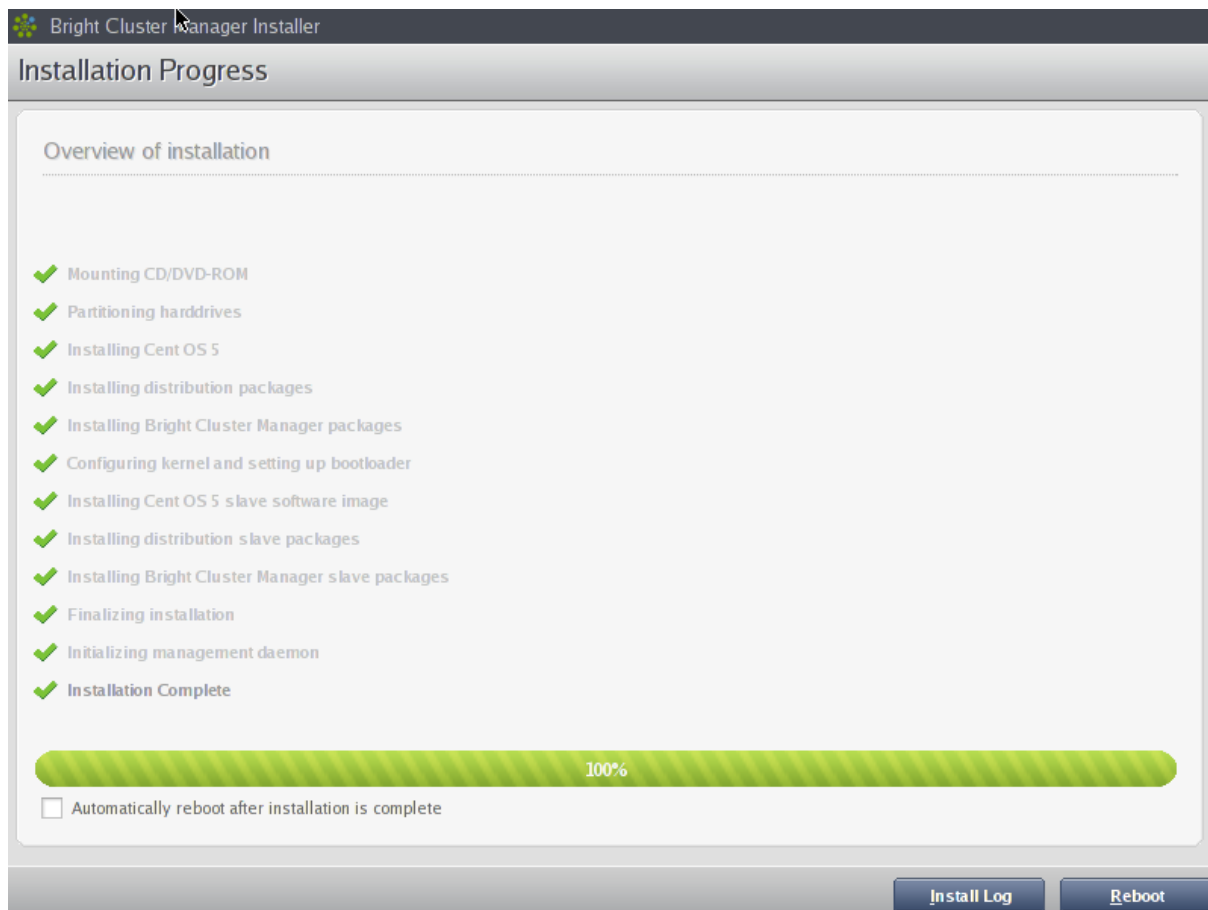 Bright Cluster Manager Installer
Installation Progress
Overview of installation
Mounting CD/DVD-ROM
Partitioning harddrives
Installing Cent OS 5
Installing distribution packages
Installing Bright Cluster Manager packages
Configuring kernel and setting up bootloader
Installing Cent OS 5 slave software image
Installing distribution slave packages
Installing Bright Cluster Manager slave packages
Finalizing installation
Initializing management daemon
Installation Complete
100%
Automatically reboot after installation is complete
Install Log
Reboot